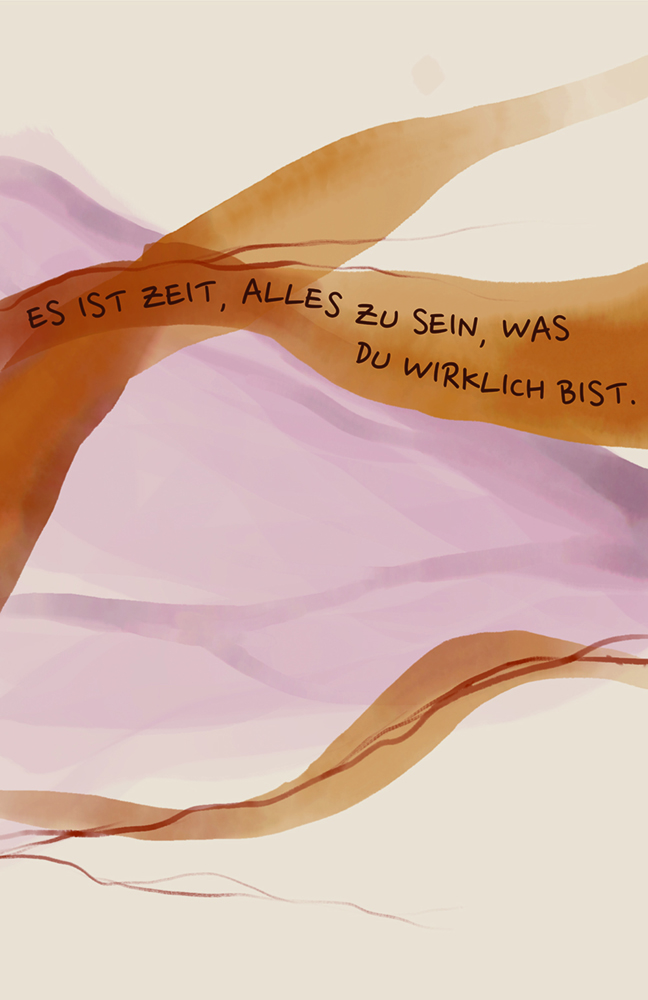 ES IST ZEIT, ALLES ZU SEIN, WAS
DU WIRKLICH BIST.